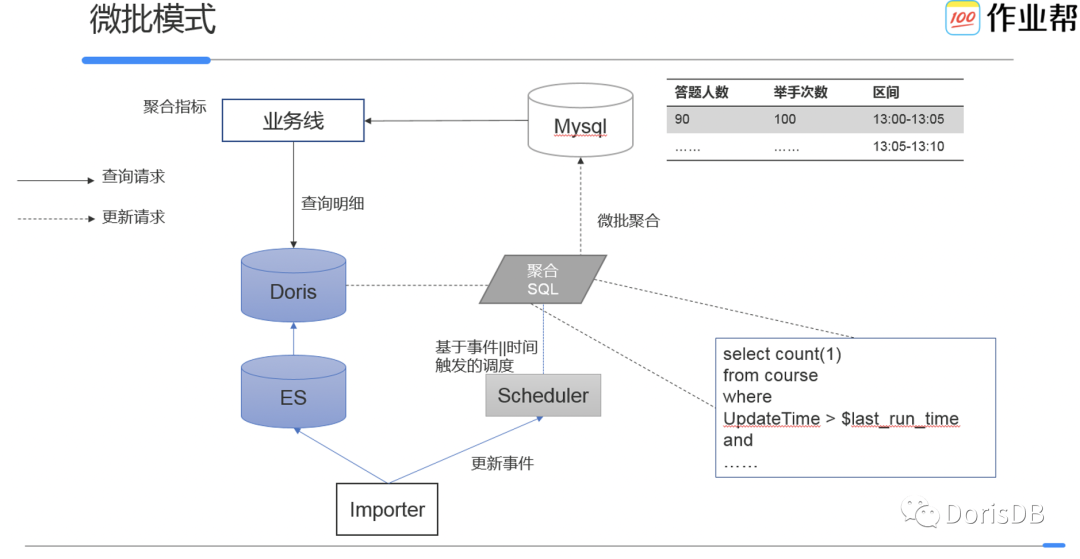 微批模式
100 作业帮
聚合指标
业务线
Mysql
答题人数 举手次数 区间
90 100 13:00-13:05
…… …… 13:05-13:10
查询请求
更新请求
查询明细
微批聚合
Doris
聚合
SQL
基于事件||时间
触发的调度
ES
Scheduler
select count(1)
from course
where
UpdateTime > $last_run_time
and
……
更新事件
Importer
DorisDB